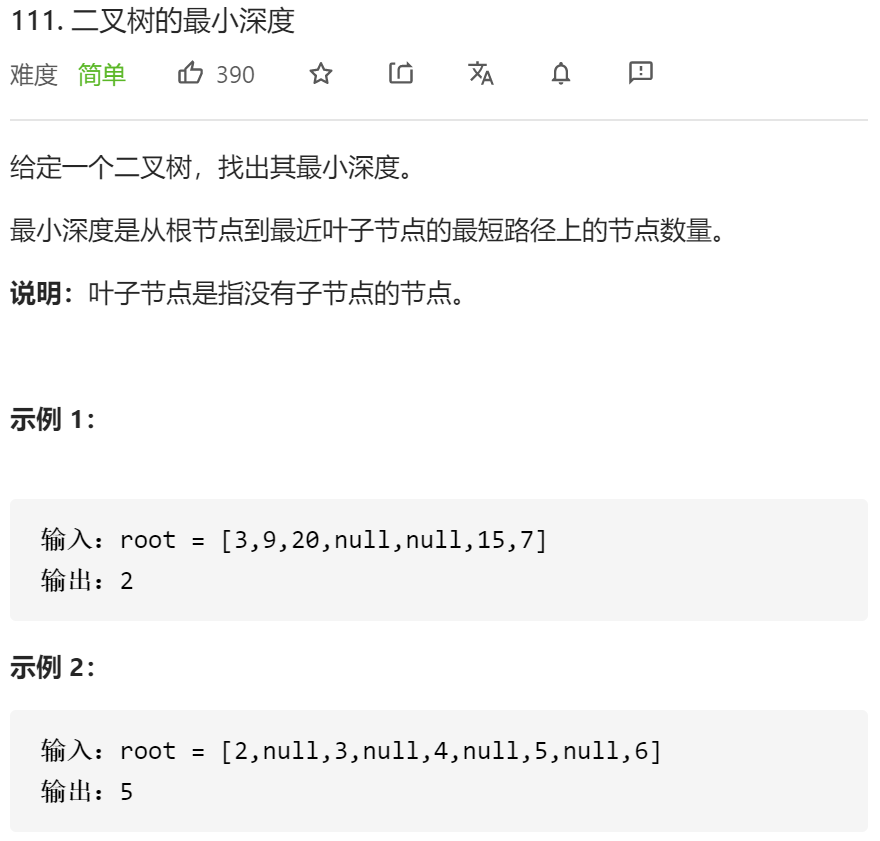 111. 二叉树的最小深度
难度 简单 390
给定一个二叉树，找出其最小深度。
最小深度是从根节点到最近叶子节点的最短路径上的节点数量。
说明：叶子节点是指没有子节点的节点。
示例 1：
输入：root = [3,9,20,null,null,15,7]
输出：2
示例 2：
输入：root = [2,null,3,null,4,null,5,null,6]
输出：5